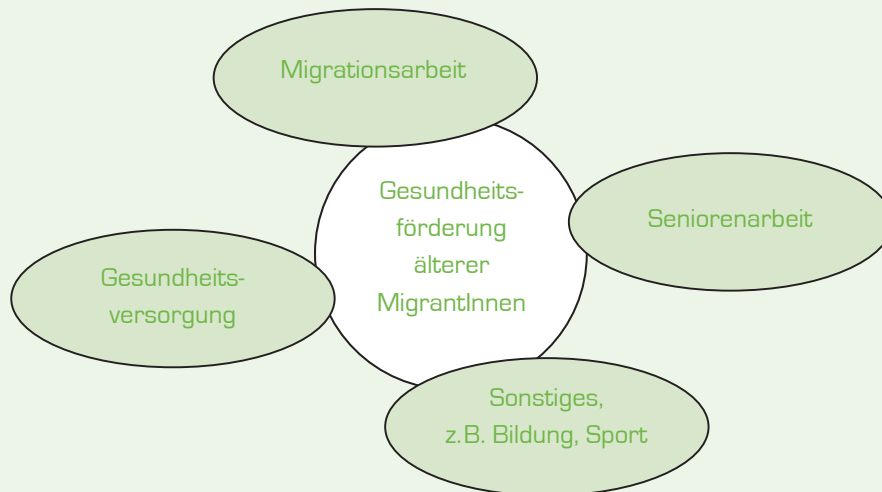 Migrationsarbeit
Gesundheits-
förderung
älterer
MigrantInnen
Seniorenarbeit
Gesundheits-
versorgung
Sonstiges,
z.B. Bildung, Sport